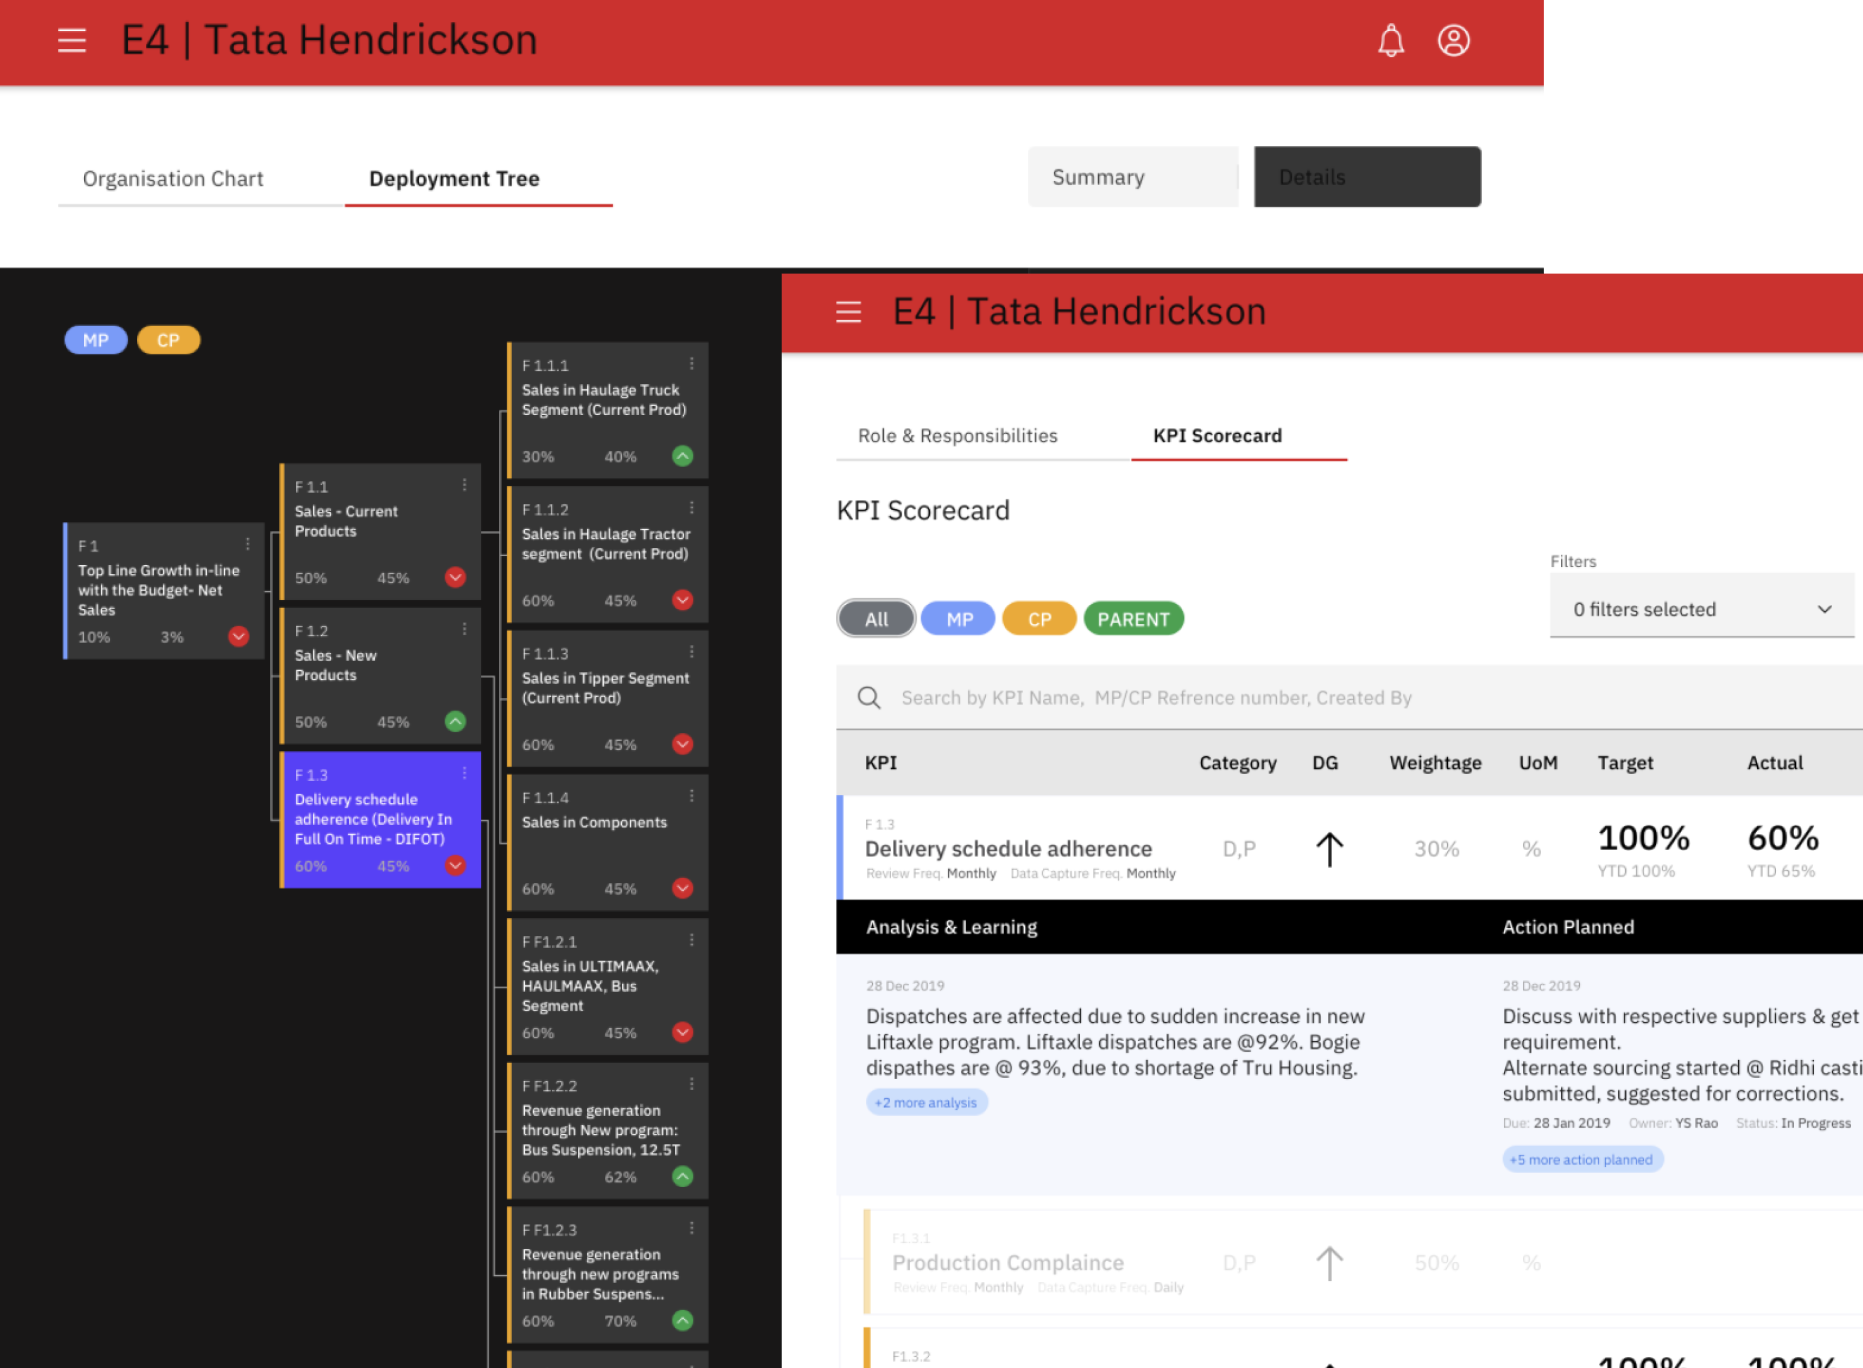 E4 | Tata Hendrickson
Organisation Chart
Deployment Tree
Summary
Details
MP
CP
F 1
Top Line Growth in-line
with the Budget- Net
Sales
10%
3%
F 1.1
Sales - Current
Products
50%
45%
F 1.2
Sales - New
Products
50%
45%
F 1.3
Delivery schedule
adherence (Delivery In
Full On Time - DIFOT)
60%
45%
F 1.1.1
Sales in Haulage Truck
Segment (Current Prod)
30%
40%
F 1.1.2
Sales in Haulage Tractor
segment (Current Prod)
60%
45%
F 1.1.3
Sales in Tipper Segment
(Current Prod)
60%
45%
F 1.1.4
Sales in Components
60%
45%
F F1.2.1
Sales in ULTIMAAX,
HAULMAAX, Bus
Segment
60%
45%
F F1.2.2
Revenue generation
through New program:
Bus Suspension, 12.5T
60%
62%
F F1.2.3
Revenue generation
through new programs
in Rubber Suspens...
60%
70%
E4 | Tata Hendrickson
Role & Responsibilities
KPI Scorecard
KPI Scorecard
All
MP
CP
PARENT
Filters
0 filters selected
Search by KPI Name, MP/CP Refrence number, Created By
KPI
Category
DG
Weightage
UoM
Target
Actual
F 1.3
Delivery schedule adherence
Review Freq. Monthly Data Capture Freq. Monthly
D,P
30%
%
100%
YTD 100%
60%
YTD 65%
Analysis & Learning
Action Planned
28 Dec 2019
Dispatches are affected due to sudden increase in new
Liftaxle program. Liftaxle dispatches are @92%. Bogie
dispathes are @ 93%, due to shortage of Tru Housing.
+2 more analysis
28 Dec 2019
Discuss with respective suppliers & get
requirement.
Alternate sourcing started @ Ridhi casti
submitted, suggested for corrections.
Due: 28 Jan 2019 Owner: YS Rao Status: In Progress
+5 more action planned
F1.3.1
Production Complaince
Review Freq. Monthly Data Capture Freq. Daily
D,P
50%
%
F1.3.2
100%
100%